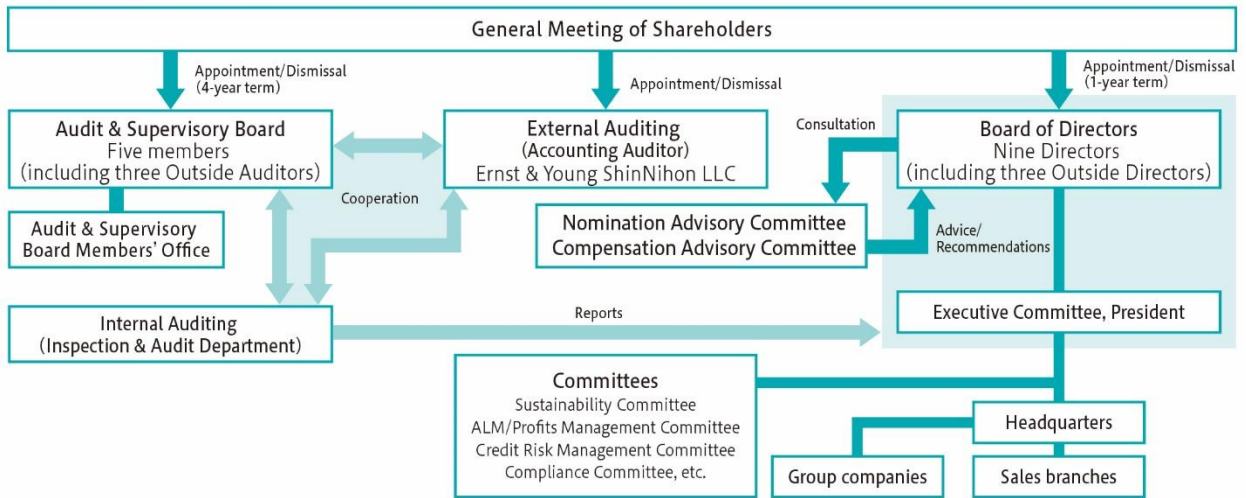 General Meeting of Shareholders
Appointment/Dismissal
(4-year term)
Appointment/Dismissal
Appointment/Dismissal
(1-year term)
Audit & Supervisory Board
Five members
(including three Outside Auditors)
External Auditing
(Accounting Auditor)
Ernst & Young ShinNihon LLC
Consultation
Board of Directors
Nine Directors
(including three Outside Directors)
Cooperation
Audit & Supervisory
Board Members’ Office
Nomination Advisory Committee
Compensation Advisory Committee
Advice/
Recommendations
Internal Auditing
(Inspection & Audit Department)
Reports
Executive Committee, President
Committees
Sustainability Committee
ALM/Profits Management Committee
Credit Risk Management Committee
Compliance Committee, etc.
Headquarters
Group companies
Sales branches